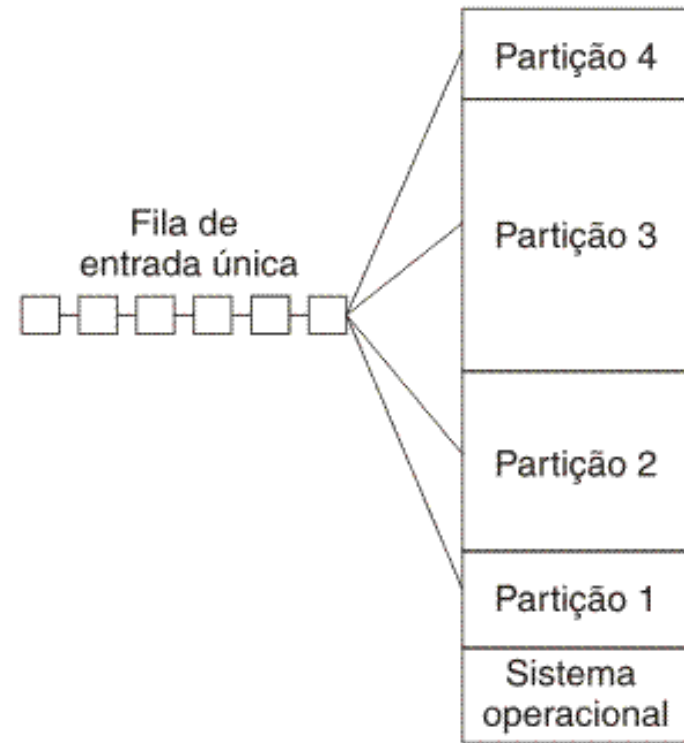 Fila de
entrada única
Partição 4
Partição 3
Partição 2
Partição 1
Sistema
operacional